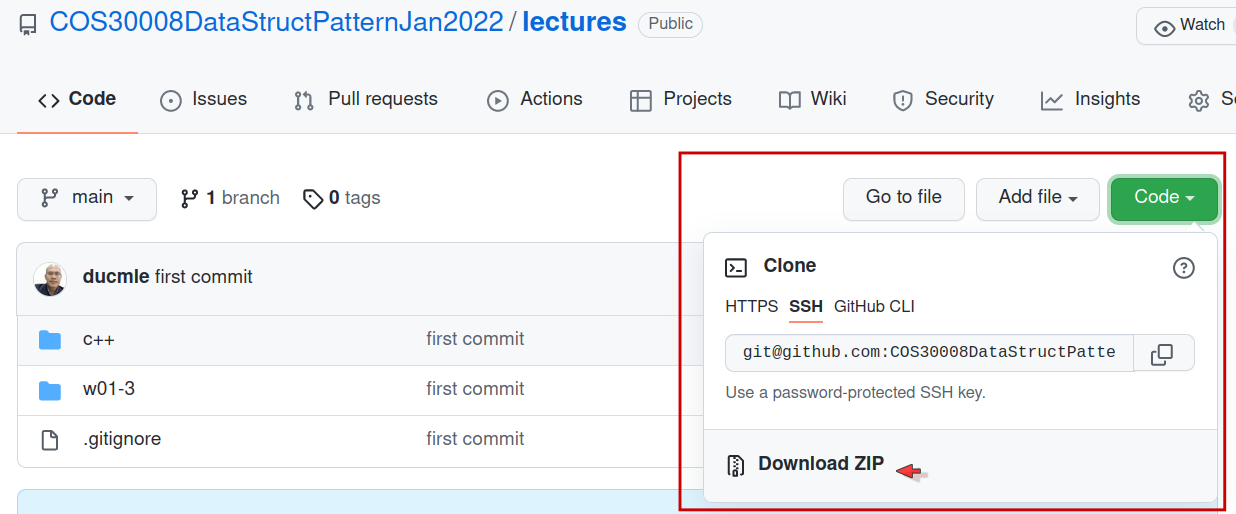 COS30008DataStructPatternJan2022 / lectures Public Watch
Code Issues Pull requests Actions Projects Wiki Security Insights
main 1 branch 0 tags Go to file Add file Code
ducmle first commit
c++ first commit
w01-3 first commit
.gitignore first commit
Clone
HTTPS SSH GitHub CLI
git@github.com:COS30008DataStructPatte
Use a password-protected SSH key.
Download ZIP